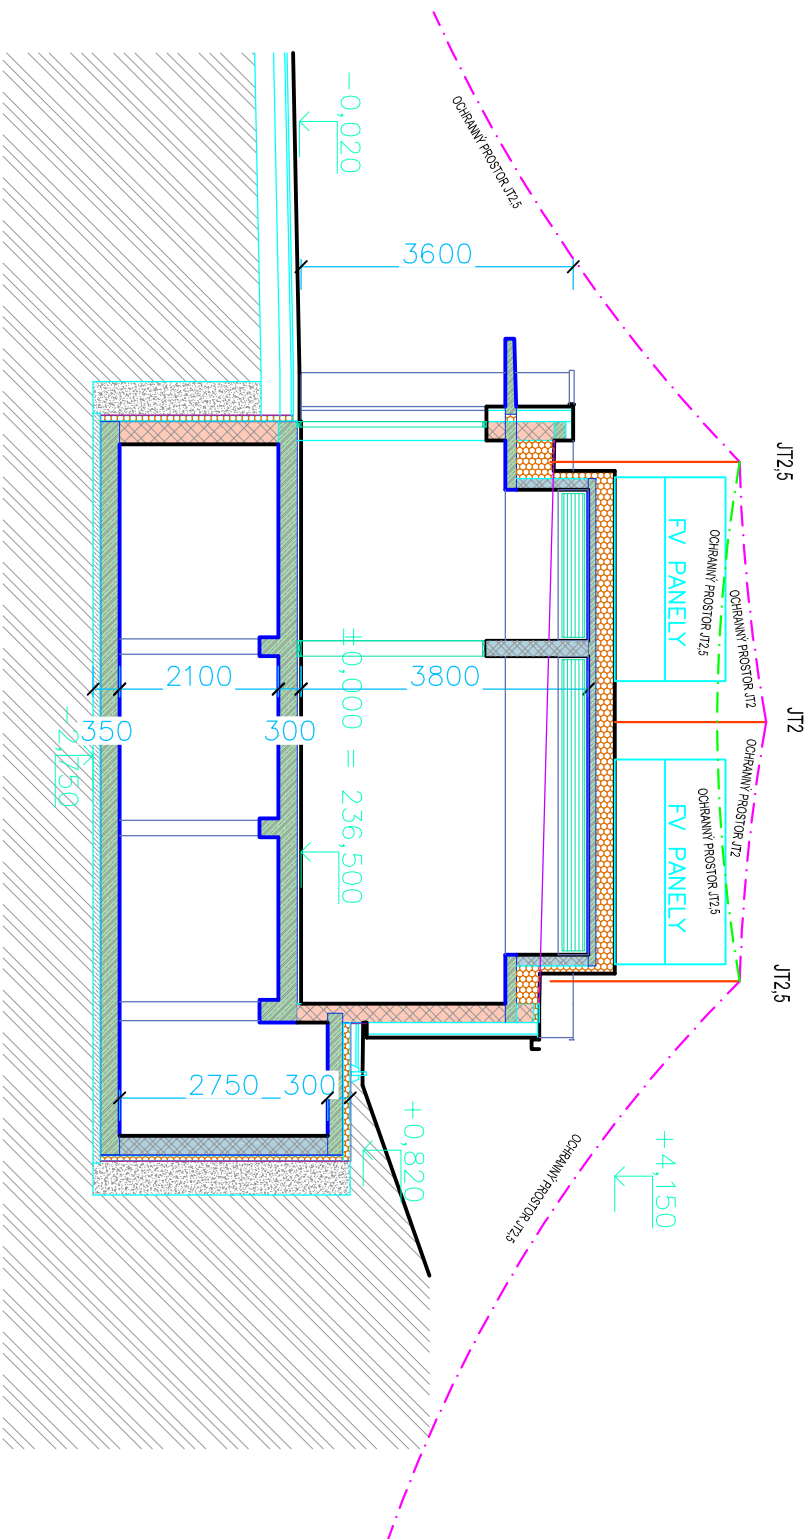 JT2,5
JT2
JT2,5
OCHRANNÝ PROSTOR JT2,5
OCHRANNÝ PROSTOR JT2
OCHRANNÝ PROSTOR JT2,5
OCHRANNÝ PROSTOR JT2
OCHRANNÝ PROSTOR JT2,5
OCHRANNÝ PROSTOR JT2,5
FV PANELY
FV PANELY
+4,150
-0,020
3600
3800
±0,000 = 236,500
+0,820
300
2100
350
-2,750
2750
300